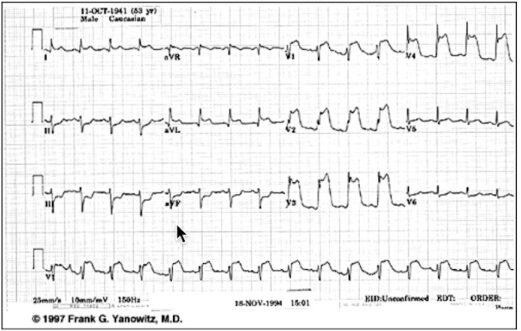 11-OCT-1941 (53 yr)
Male Caucasian
I aVR V1 V4
II aVL V2 V5
III aVF V3 V6
V1
25mm/s 10mm/mV 150Hz
18-NOV-1994 15:01
EID:Unconfirmed EDT: ORDER:
© 1997 Frank G. Yanowitz, M.D.